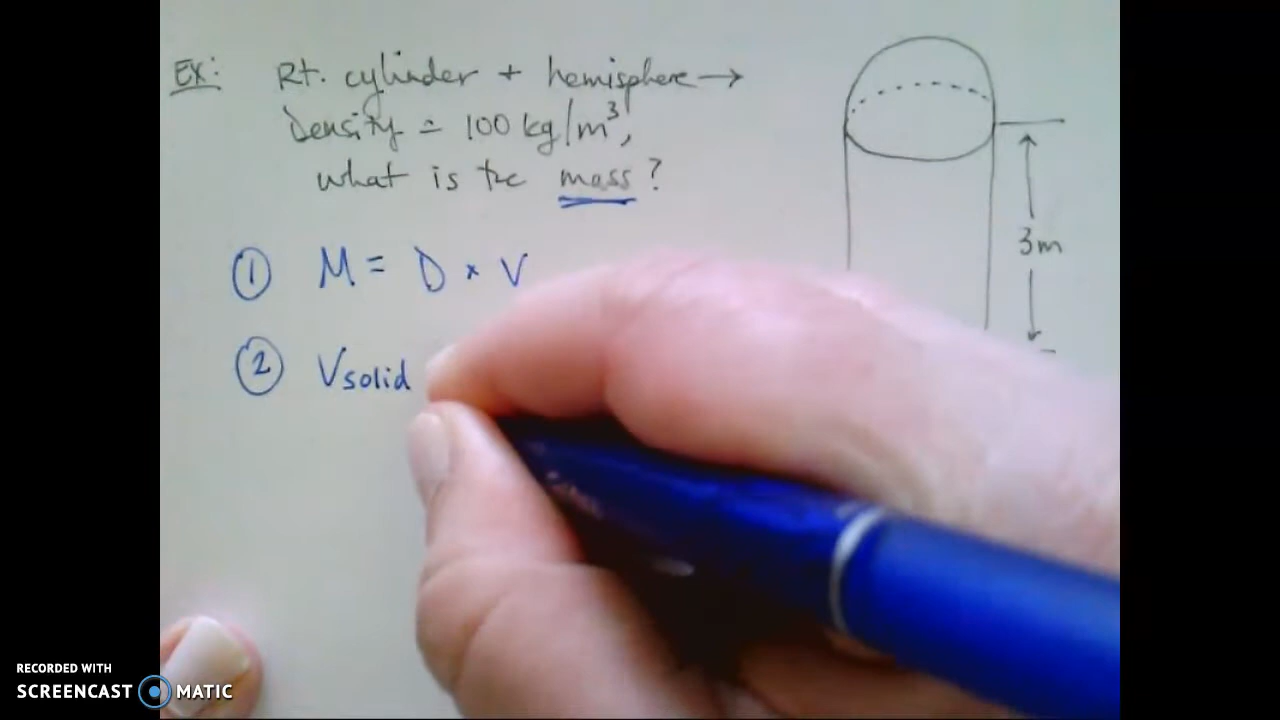 Ex: Rt. cylinder + hemisphere →
Density = 100 kg/m³,
what is the mass?
① M = D × V
② Vsolid
3m
RECORDED WITH
SCREENCAST MATIC